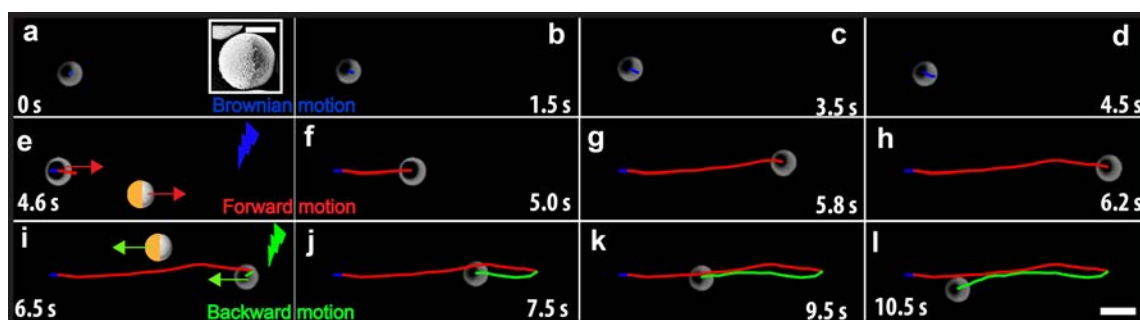 a
b
c
d
0 s
Brownian motion
1.5 s
3.5 s
4.5 s
e
f
g
h
4.6 s
Forward motion
5.0 s
5.8 s
6.2 s
i
j
k
l
6.5 s
Backward motion
7.5 s
9.5 s
10.5 s